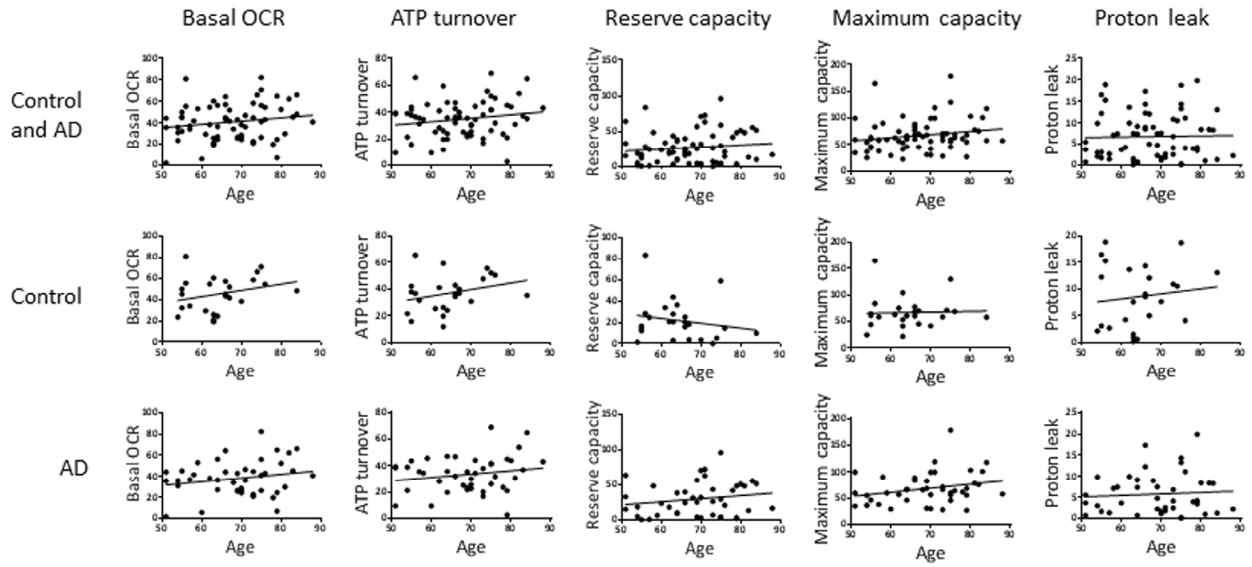 Basal OCR
ATP turnover
Reserve capacity
Maximum capacity
Proton leak
Control
and AD
Basal OCR
100
80
60
40
20
0
50 60 70 80 90
Age
ATP turnover
80
60
40
20
0
50 60 70 80 90
Age
Reserve capacity
150
100
50
0
50 60 70 80 90
Age
Maximum capacity
200
150
100
50
0
50 60 70 80 90
Age
Proton leak
25
20
15
10
5
0
50 60 70 80 90
Age
Control
Basal OCR
100
80
60
40
20
0
50 60 70 80 90
Age
ATP turnover
80
60
40
20
0
50 60 70 80 90
Age
Reserve capacity
100
80
60
40
20
0
50 60 70 80 90
Age
Maximum capacity
200
150
100
50
0
50 60 70 80 90
Age
Proton leak
20
15
10
5
0
50 60 70 80 90
Age
AD
Basal OCR
100
80
60
40
20
0
50 60 70 80 90
Age
ATP turnover
80
60
40
20
0
50 60 70 80 90
Age
Reserve capacity
150
100
50
0
50 60 70 80 90
Age
Maximum capacity
200
150
100
50
0
50 60 70 80 90
Age
Proton leak
25
20
15
10
5
0
50 60 70 80 90
Age